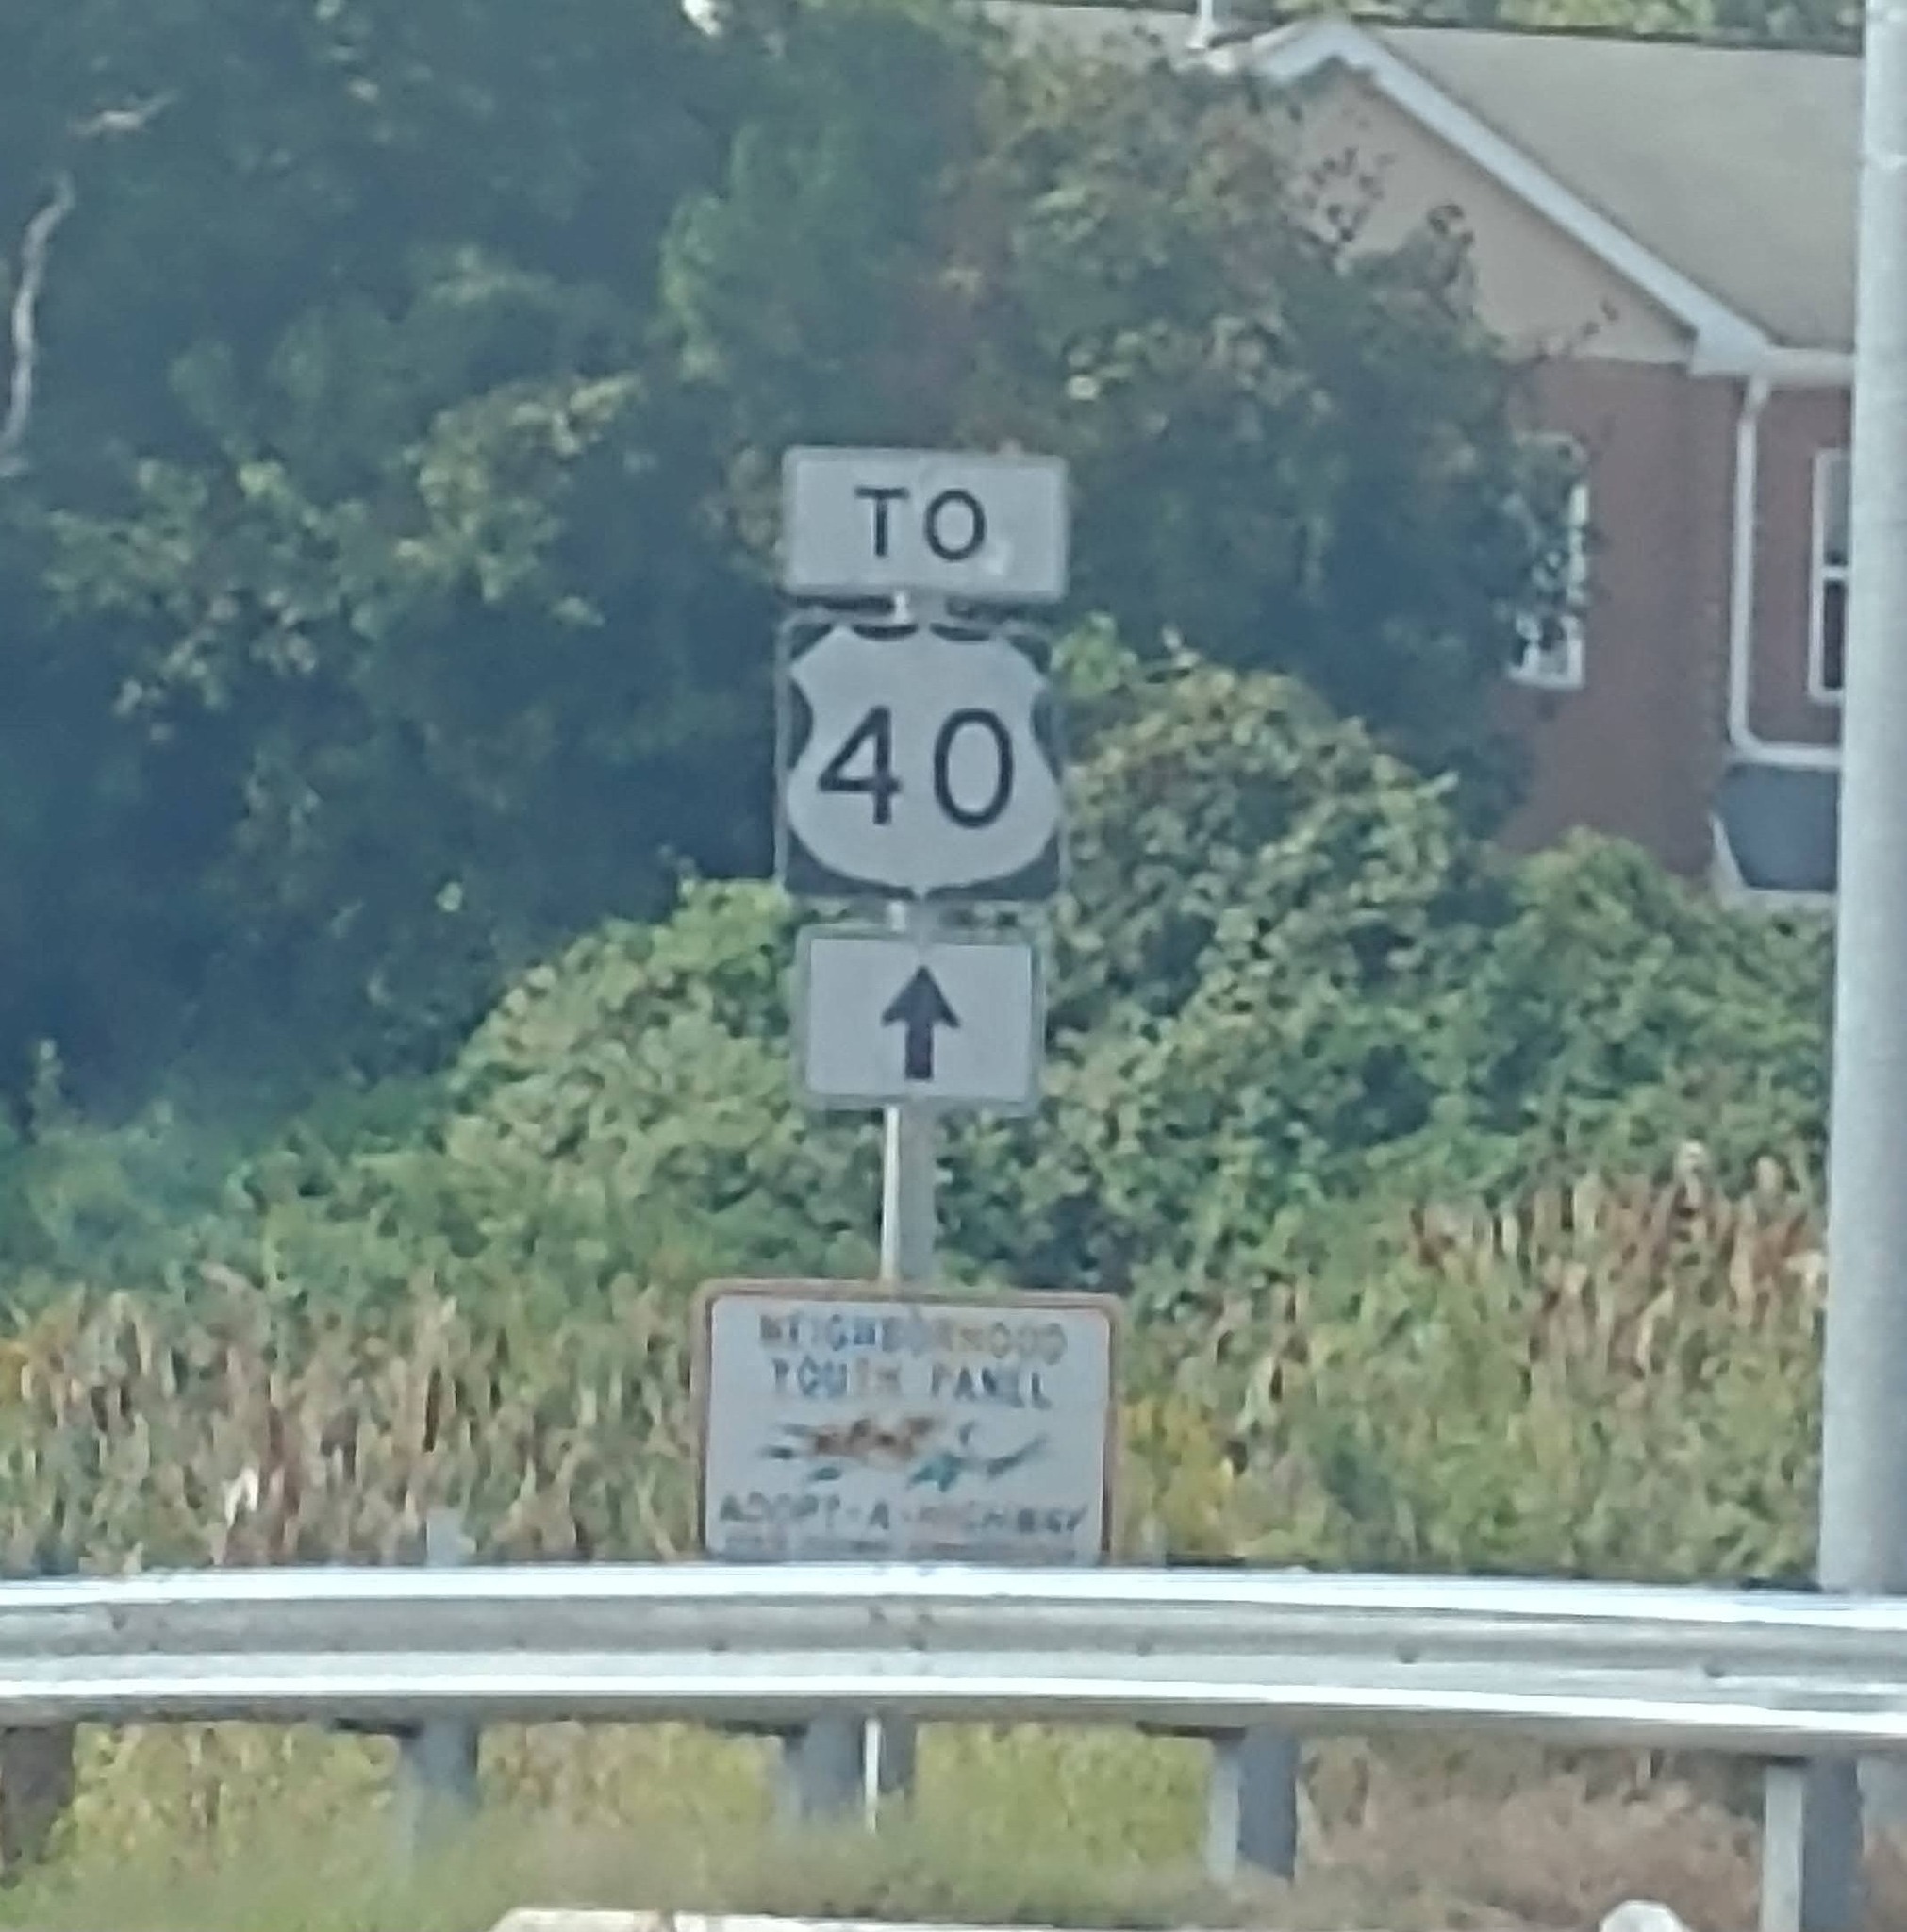 TO
40
NEIGHBORHOOD
YOUTH PANEL
ADOPT-A-HIGHWAY